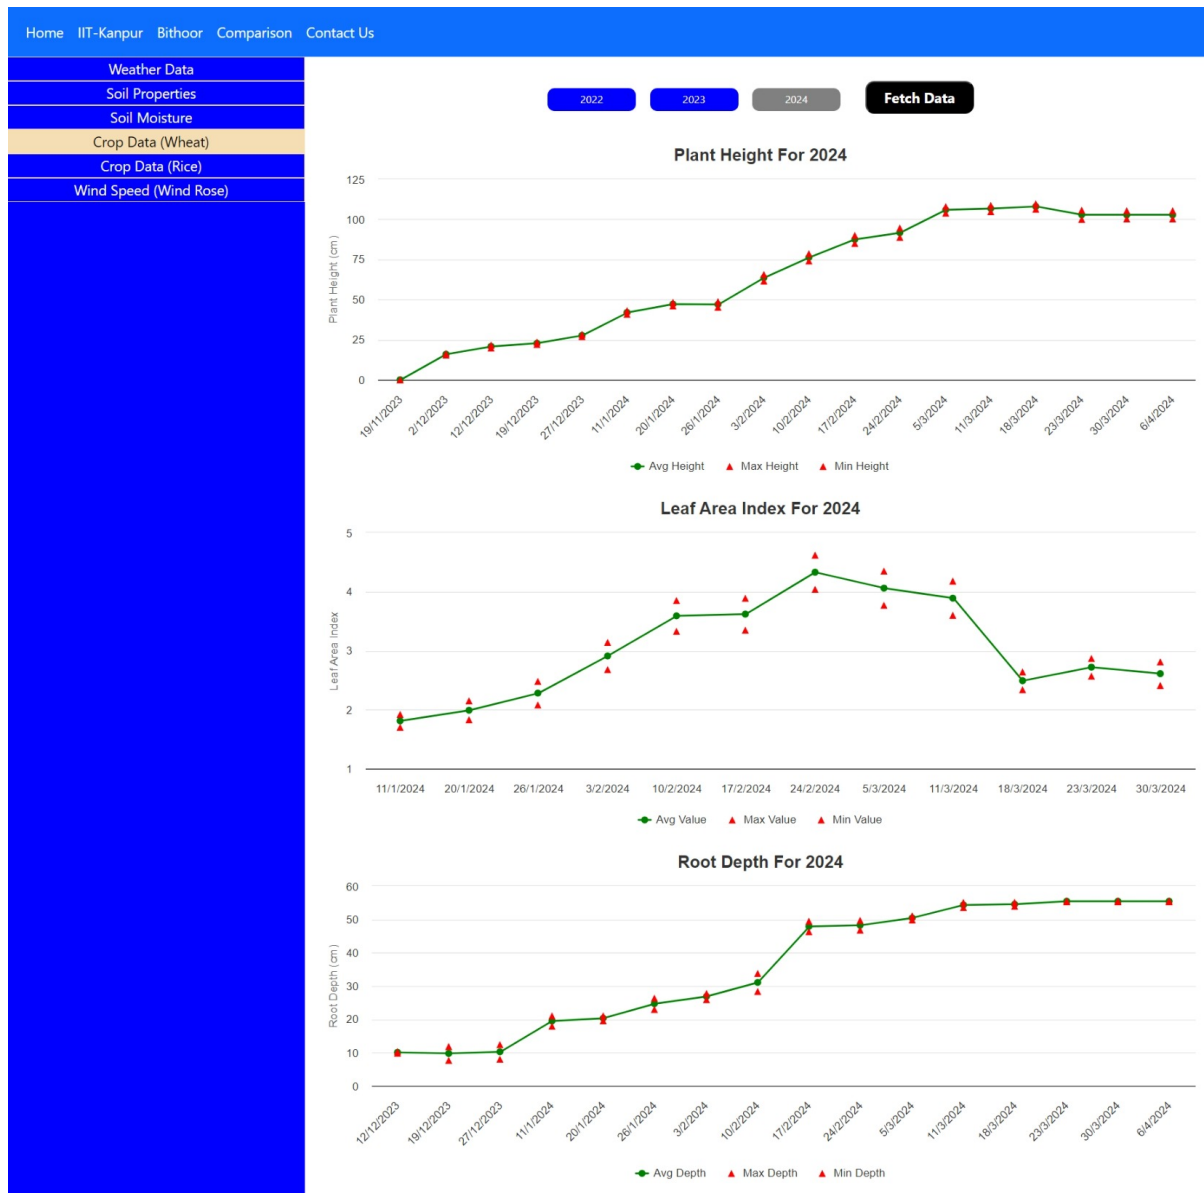 Home IIT-Kanpur Bithoor Comparison Contact Us
Weather Data
Soil Properties
Soil Moisture
Crop Data (Wheat)
Crop Data (Rice)
Wind Speed (Wind Rose)
2022 2023 2024 Fetch Data
Plant Height For 2024
Plant Height (cm)
125
100
75
50
25
0
19/11/2023 2/12/2023 12/12/2023 19/12/2023 27/12/2023 11/1/2024 20/1/2024 26/1/2024 3/2/2024 10/2/2024 17/2/2024 24/2/2024 5/3/2024 11/3/2024 18/3/2024 23/3/2024 30/3/2024 6/4/2024
Avg Height Max Height Min Height
Leaf Area Index For 2024
Leaf Area Index
5
4
3
2
1
11/1/2024 20/1/2024 26/1/2024 3/2/2024 10/2/2024 17/2/2024 24/2/2024 5/3/2024 11/3/2024 18/3/2024 23/3/2024 30/3/2024
Avg Value Max Value Min Value
Root Depth For 2024
Root Depth (cm)
60
50
40
30
20
10
0
12/12/2023 19/12/2023 27/12/2023 11/1/2024 20/1/2024 26/1/2024 3/2/2024 10/2/2024 17/2/2024 24/2/2024 5/3/2024 11/3/2024 18/3/2024 23/3/2024 30/3/2024 6/4/2024
Avg Depth Max Depth Min Depth